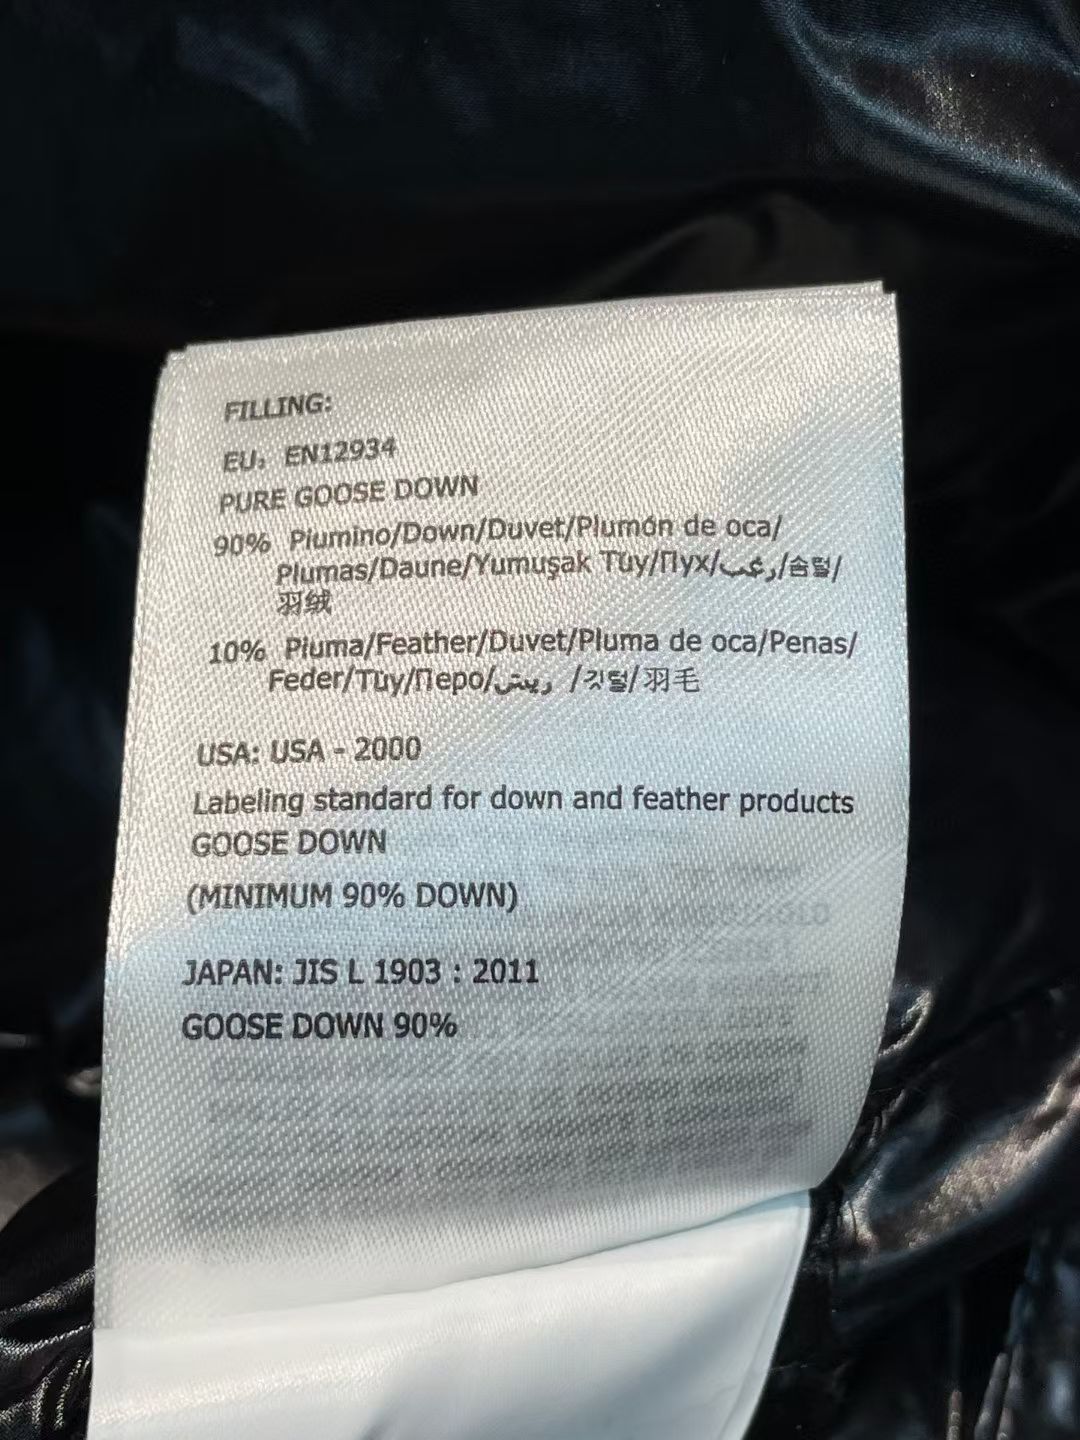 FILLING:
EU: EN12934
PURE GOOSE DOWN
90% Piumino/Down/Duvet/Plumón de oca/
Plumas/Daune/Yumuşak Tüy/Пух/زغب/솜털/
羽绒
10% Piuma/Feather/Duvet/Pluma de oca/Penas/
Feder/Tüy/Перо/ريش /깃털/羽毛
USA: USA - 2000
Labeling standard for down and feather products
GOOSE DOWN
(MINIMUM 90% DOWN)
JAPAN: JIS L 1903 : 2011
GOOSE DOWN 90%